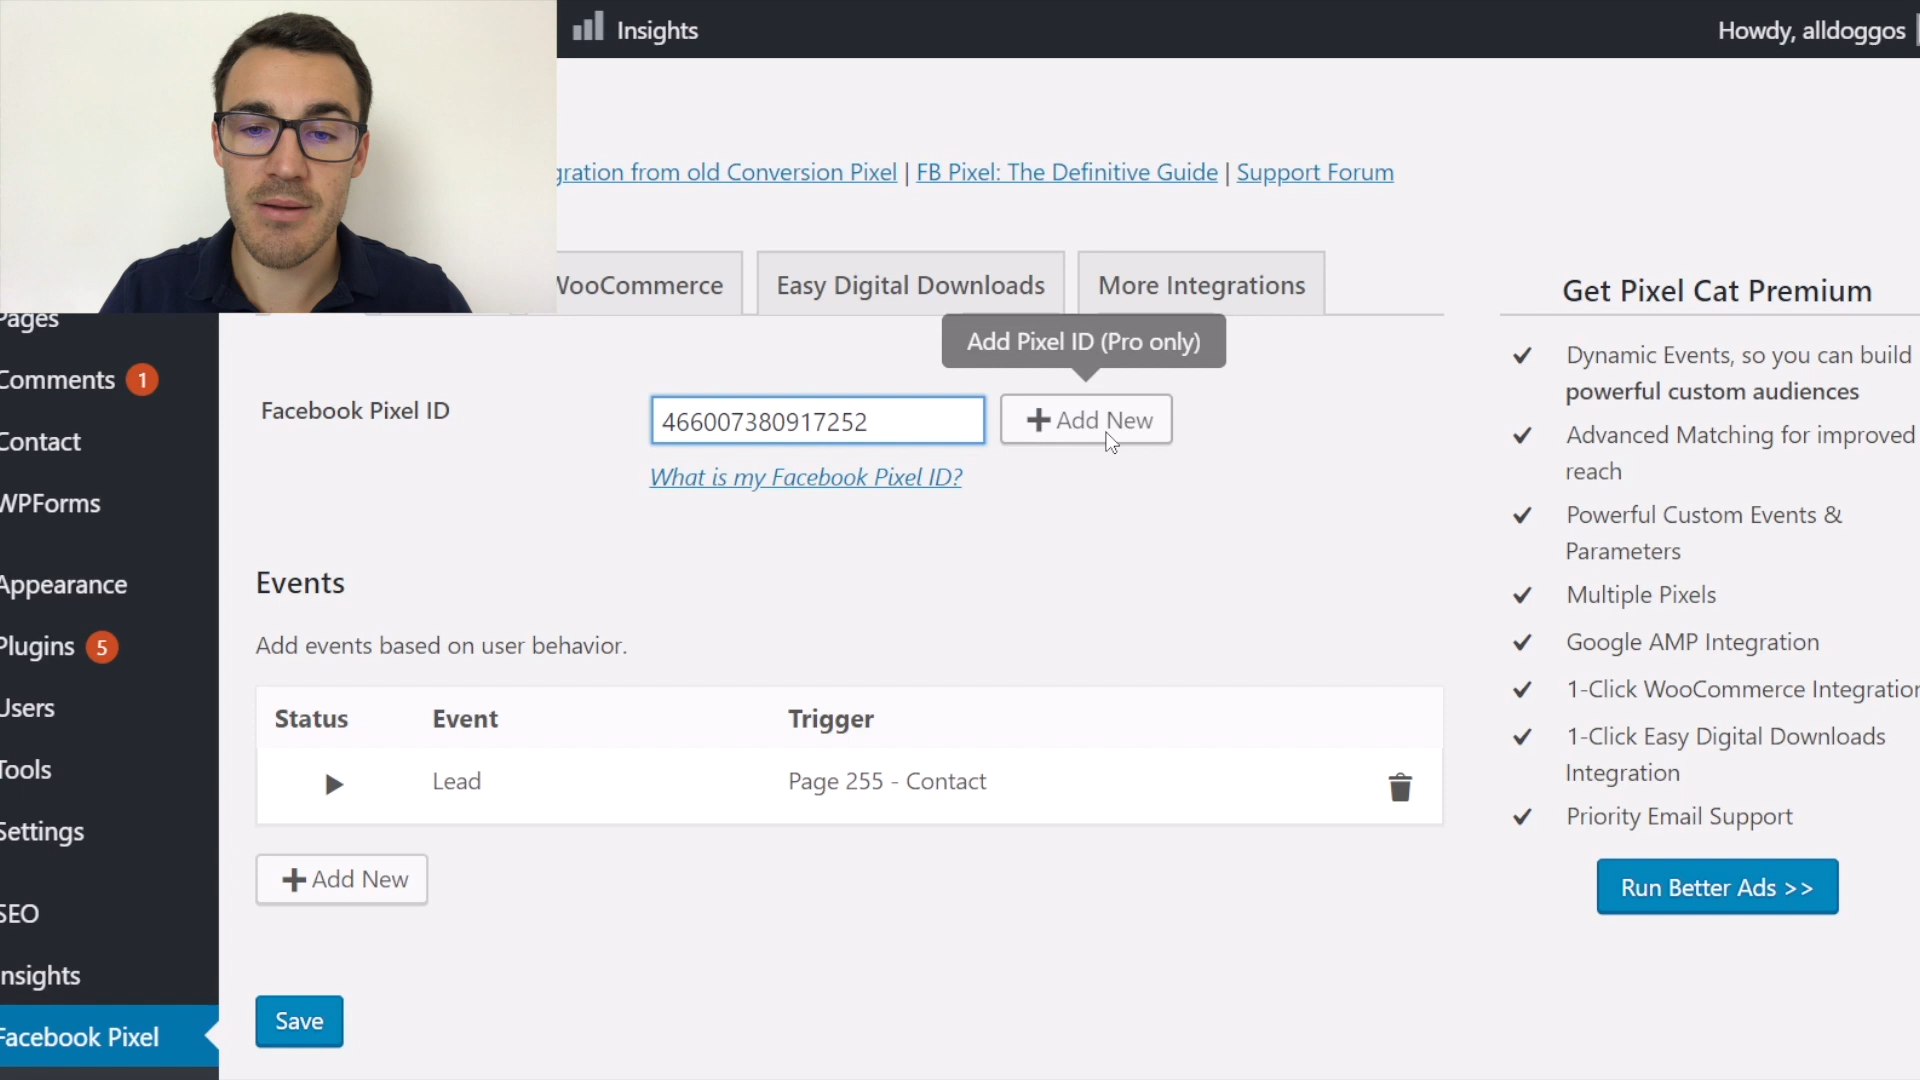 Insights
Howdy, alldoggos
gration from old Conversion Pixel | FB Pixel: The Definitive Guide | Support Forum
WooCommerce
Easy Digital Downloads
More Integrations
Get Pixel Cat Premium
Pages
Comments 1
Contact
WPForms
Appearance
Plugins 5
Users
Tools
Settings
SEO
Insights
Facebook Pixel
Add Pixel ID (Pro only)
Facebook Pixel ID
466007380917252
Add New
What is my Facebook Pixel ID?
Events
Add events based on user behavior.
Status Event Trigger
Lead Page 255 - Contact
Add New
Save
Dynamic Events, so you can build
powerful custom audiences
Advanced Matching for improved
reach
Powerful Custom Events &
Parameters
Multiple Pixels
Google AMP Integration
1-Click WooCommerce Integration
1-Click Easy Digital Downloads
Integration
Priority Email Support
Run Better Ads >>